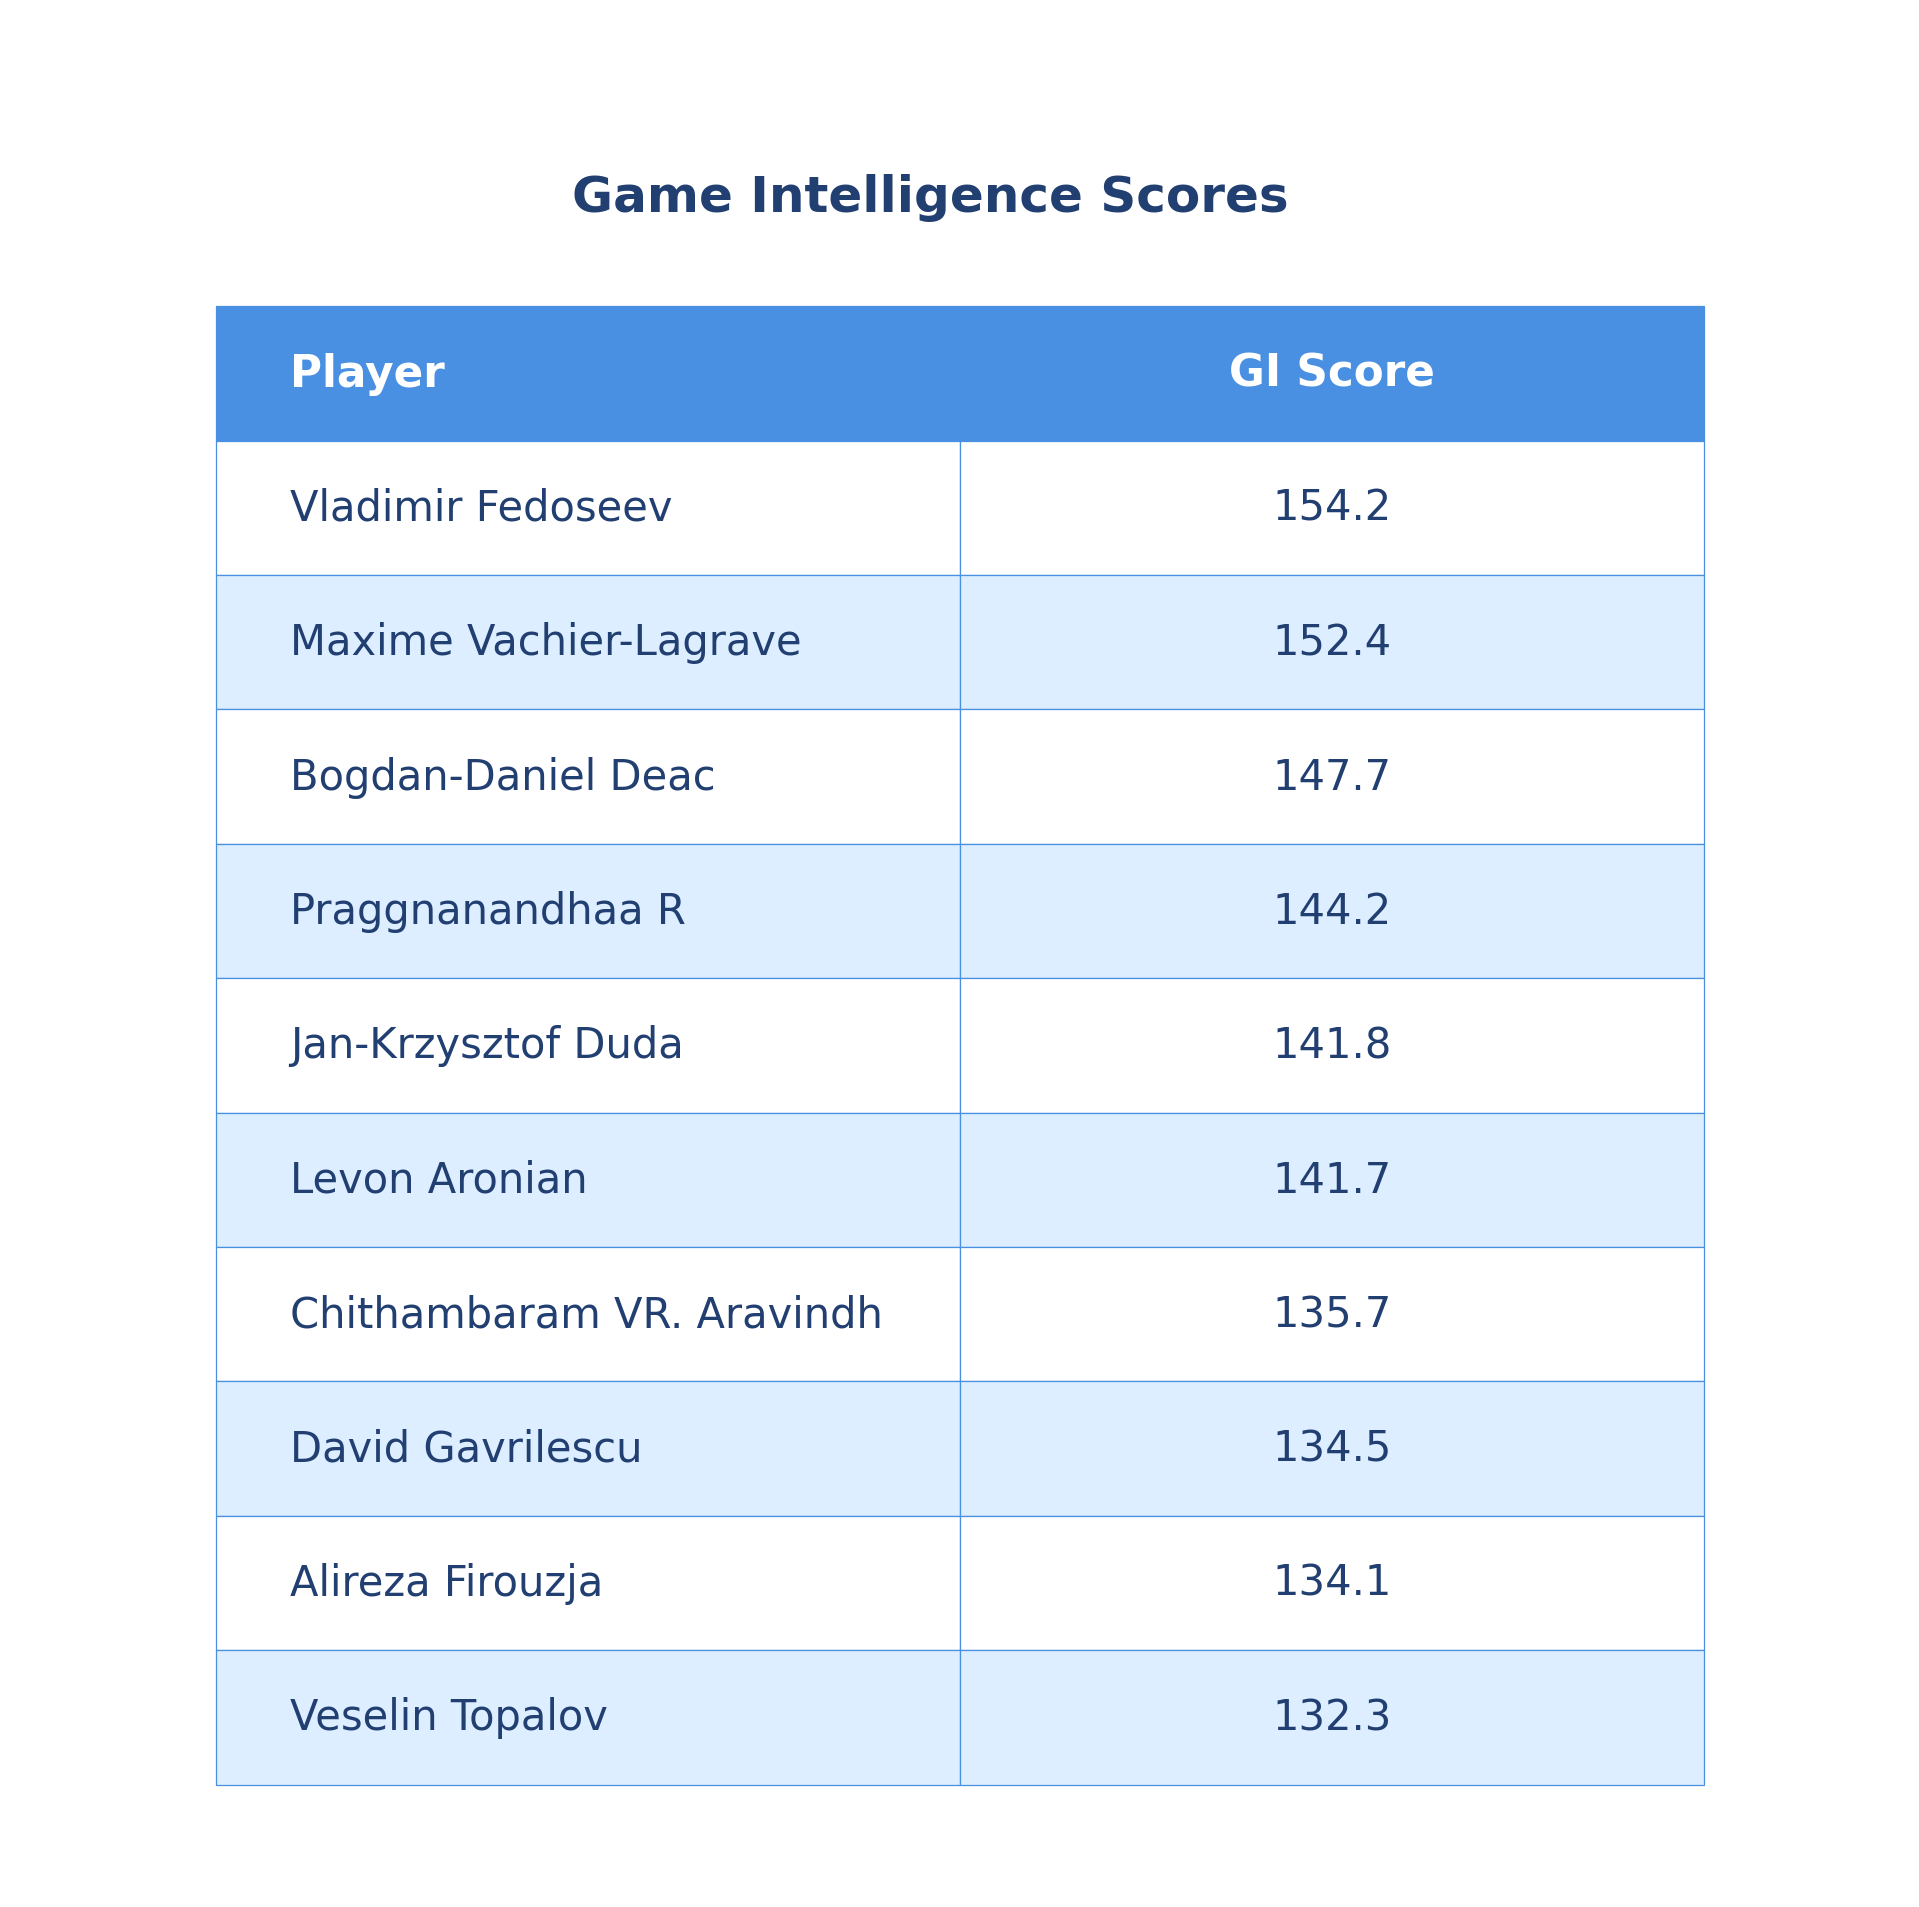 Game Intelligence Scores
Player GI Score
Vladimir Fedoseev 154.2
Maxime Vachier-Lagrave 152.4
Bogdan-Daniel Deac 147.7
Praggnanandhaa R 144.2
Jan-Krzysztof Duda 141.8
Levon Aronian 141.7
Chithambaram VR. Aravindh 135.7
David Gavrilescu 134.5
Alireza Firouzja 134.1
Veselin Topalov 132.3